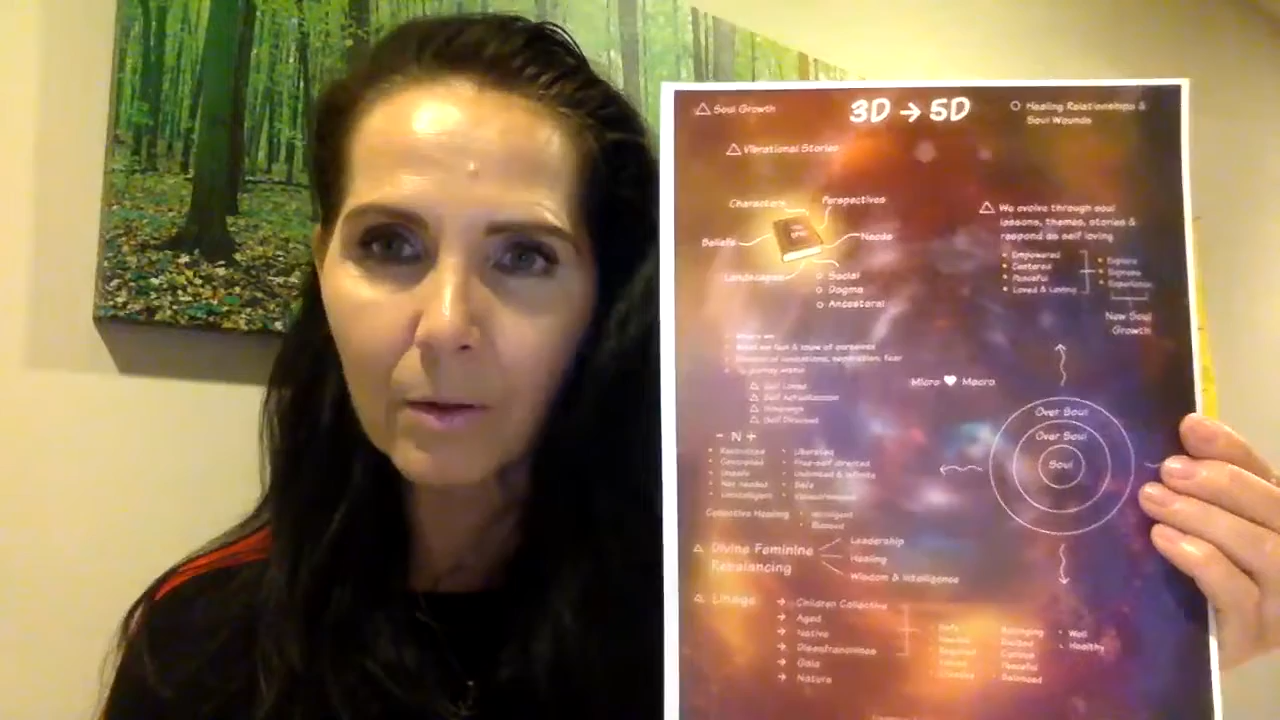 Soul Growth
3D → 5D
Healing Relationships &
Soul Wounds
Vibrational Stories
Characters
Perspectives
Beliefs
Needs
Landscapes
Social
Dogma
Ancestoral
We evolve through soul
lessons, themes, stories &
respond as self loving
Empowered
Centered
Peaceful
Loved & Loving
Explore
Express
Experience
New Soul
Growth
Micro ♥ Macro
Over Soul
Over Soul
Soul
Self Loved
Self Actualization
Self Directed
- N +
Restricted
Controlled
Unsafe
Not needed
Unintelligent
Liberated
Free-self directed
Unlimited & Infinite
Safe
Collective Healing
Intelligent
Blessed
Divine Feminine
Rebalancing
Leadership
Healing
Wisdom & Intelligence
Linage
Children Collective
Aged
Native
Disenfranchised
Gaia
Nature
Safe
Needed
Belonging
Peaceful
Balanced
Well
Healthy